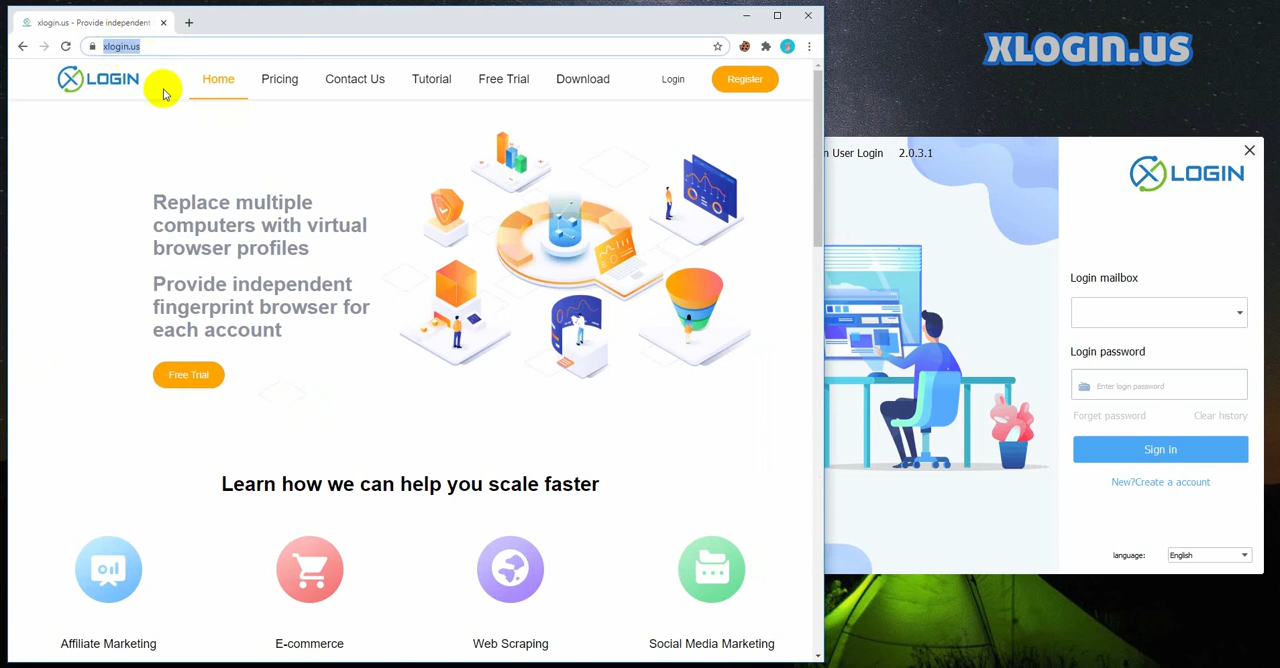 xlogin.us - Provide independent
xlogin.us
XLOGIN.US
XLOGIN
Home
Pricing
Contact Us
Tutorial
Free Trial
Download
Login
Register
Replace multiple
computers with virtual
browser profiles
Provide independent
fingerprint browser for
each account
Free Trial
Learn how we can help you scale faster
Affiliate Marketing
E-commerce
Web Scraping
Social Media Marketing
n User Login 2.0.3.1
XLOGIN
Login mailbox
Login password
Enter login password
Forget password
Clear history
Sign in
New?Create a account
language:
English